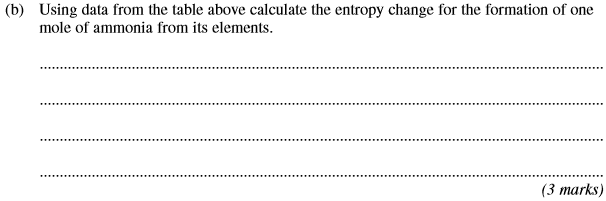 (b) Using data from the table above calculate the entropy change for the formation of one
mole of ammonia from its elements.
(3 marks)